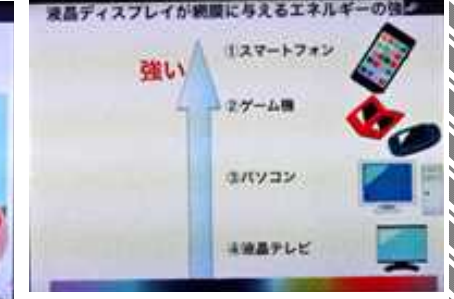 液晶ディスプレイが網膜に与えるエネルギーの強
強い
①スマートフォン
②ゲーム機
③パソコン
④液晶テレビ